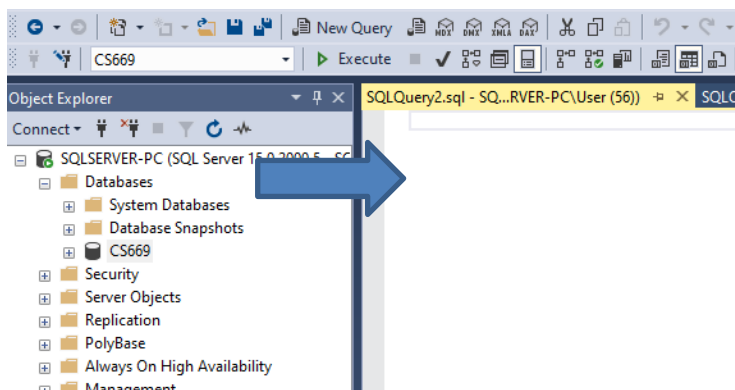 New Query MDX DMX XMLA DAX
CS669 Execute
Object Explorer
SQLQuery2.sql - SQ...RVER-PC\User (56))
Connect
SQLSERVER-PC (SQL Server 15.0.2000.5 - SC
Databases
System Databases
Database Snapshots
CS669
Security
Server Objects
Replication
PolyBase
Always On High Availability
Management